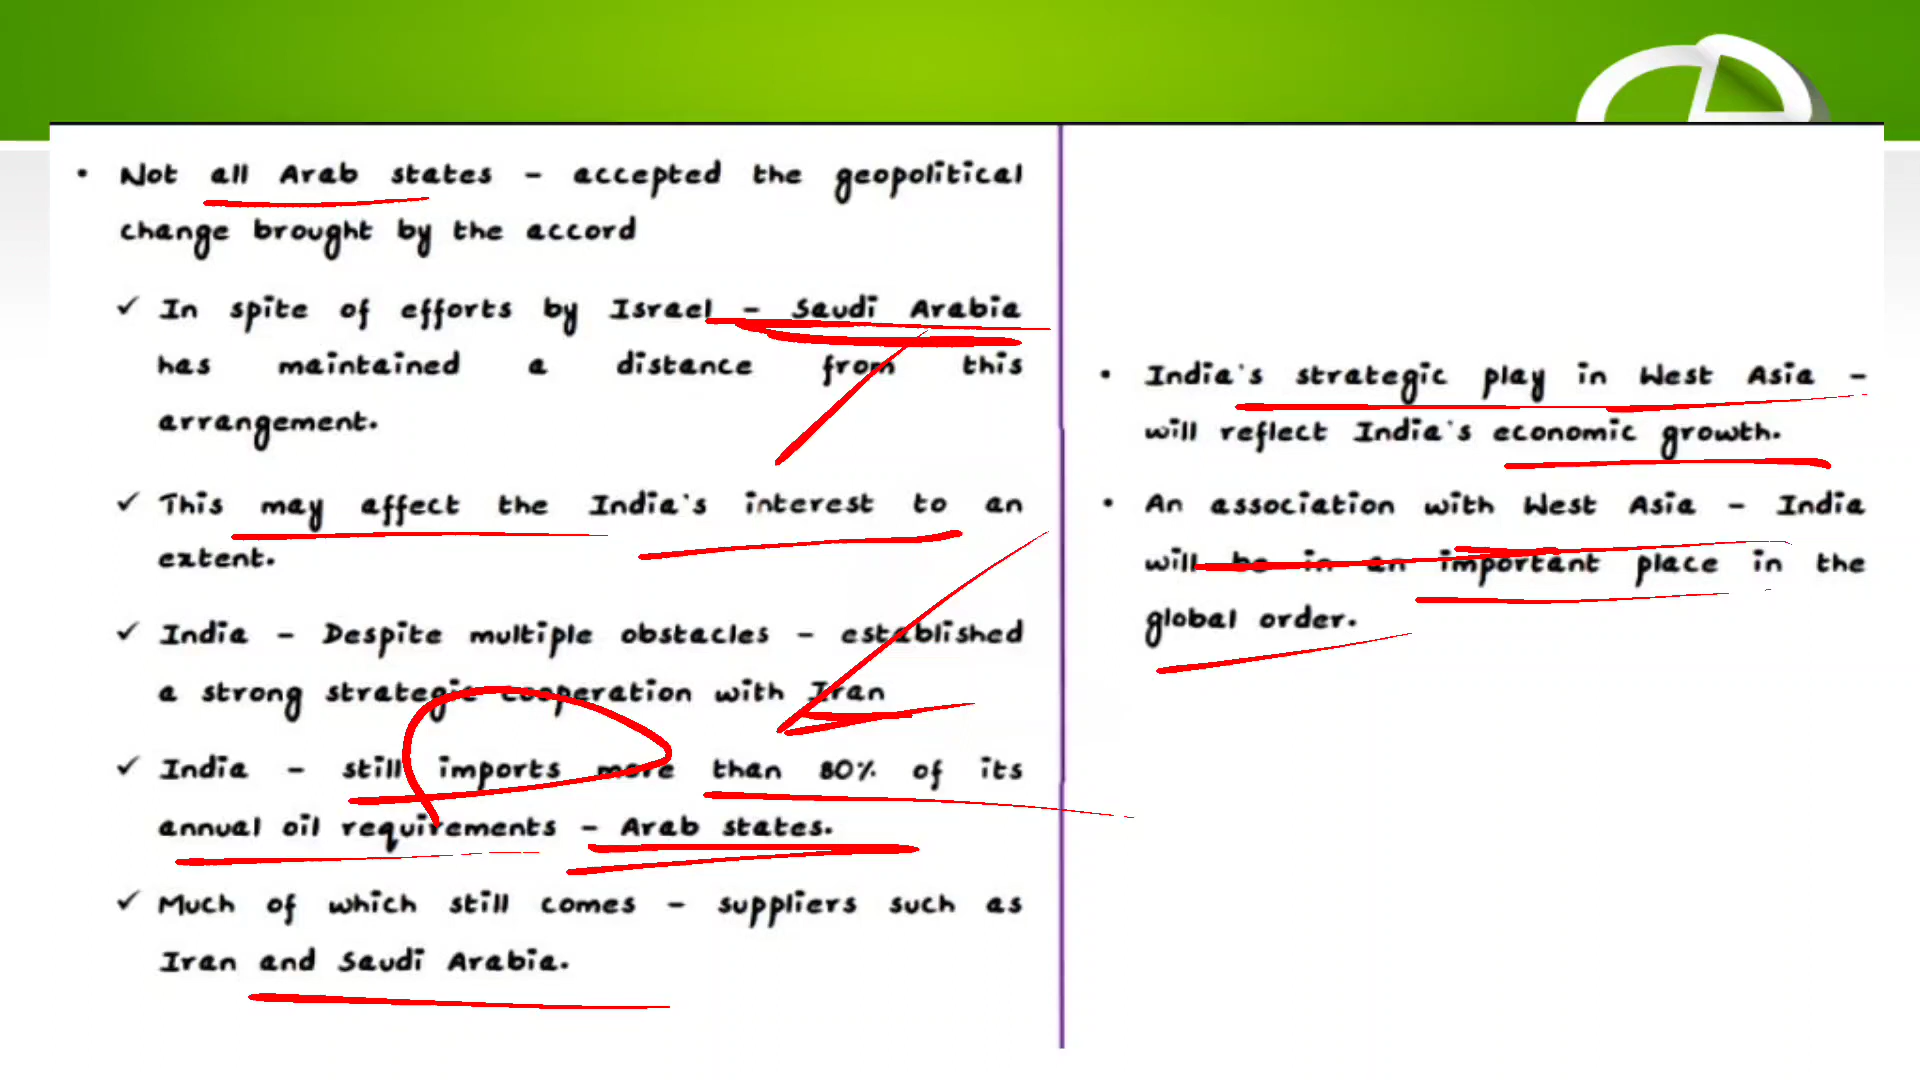 • Not all Arab states - accepted the geopolitical
change brought by the accord
✓ In spite of efforts by Israel - Saudi Arabia
has maintained a distance from this
arrangement.
✓ This may affect the India's interest to an
extent.
✓ India - Despite multiple obstacles - established
a strong strategic cooperation with Iran
✓ India - still imports more than 80% of its
annual oil requirements - Arab states.
✓ Much of which still comes - suppliers such as
Iran and Saudi Arabia.
• India's strategic play in West Asia -
will reflect India's economic growth.
• An association with West Asia - India
will be in an important place in the
global order.